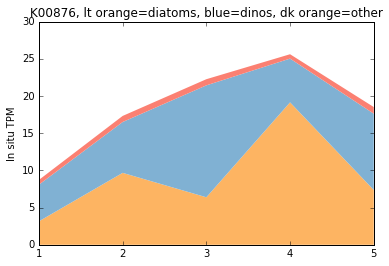 K00876, lt orange=diatoms, blue=dinos, dk orange=other
In situ TPM
30
25
20
15
10
5
0
1 2 3 4 5